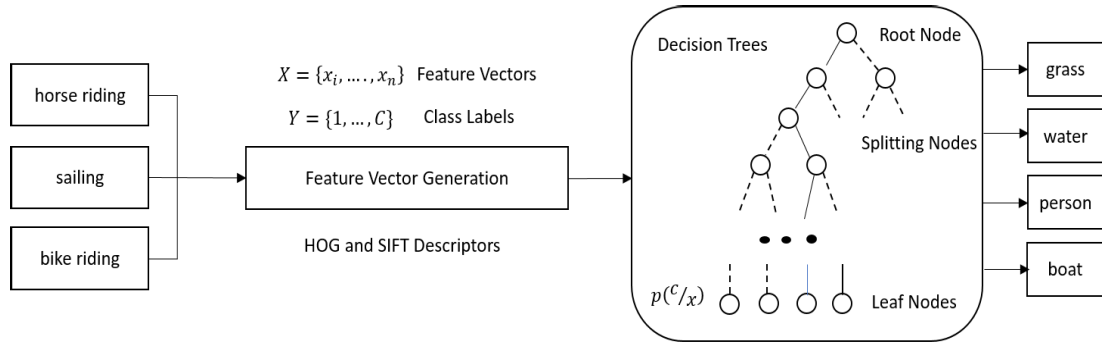 horse riding
sailing
bike riding
X = {x_i, …., x_n} Feature Vectors
Y = {1, …, C} Class Labels
Feature Vector Generation
HOG and SIFT Descriptors
Decision Trees
Root Node
Splitting Nodes
p(C/x)
Leaf Nodes
grass
water
person
boat